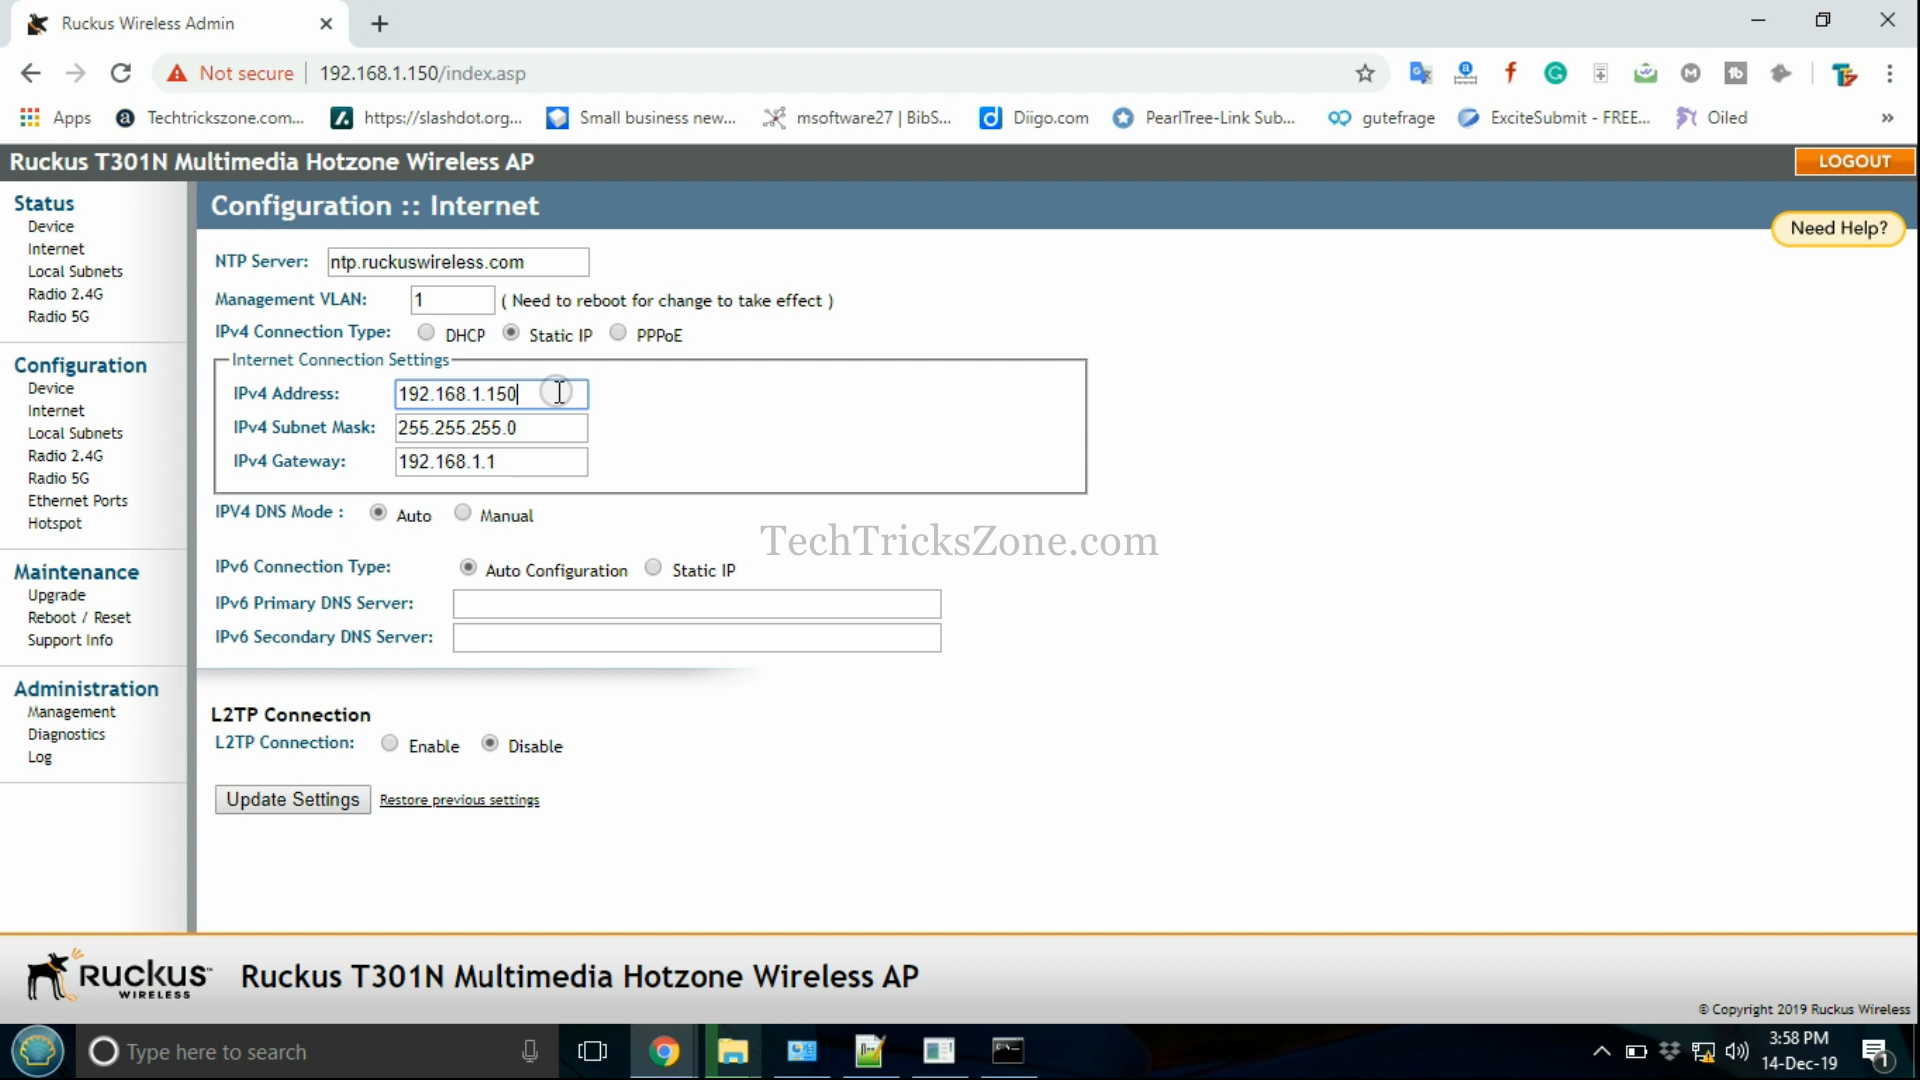 Ruckus Wireless Admin
Not secure 192.168.1.150/index.asp
Apps Techtrickszone.com... https://slashdot.org... Small business new... msoftware27 | BibS... Diigo.com PearlTree-Link Sub... gutefrage ExciteSubmit - FREE... Oiled »
Ruckus T301N Multimedia Hotzone Wireless AP LOGOUT
Status
Device
Internet
Local Subnets
Radio 2.4G
Radio 5G
Configuration
Device
Internet
Local Subnets
Radio 2.4G
Radio 5G
Ethernet Ports
Hotspot
Maintenance
Upgrade
Reboot / Reset
Support Info
Administration
Management
Diagnostics
Log
Configuration :: Internet
Need Help?
NTP Server: ntp.ruckuswireless.com
Management VLAN: 1 ( Need to reboot for change to take effect )
IPv4 Connection Type: DHCP Static IP PPPoE
Internet Connection Settings
IPv4 Address: 192.168.1.150
IPv4 Subnet Mask: 255.255.255.0
IPv4 Gateway: 192.168.1.1
IPV4 DNS Mode : Auto Manual
TechTricksZone.com
IPv6 Connection Type: Auto Configuration Static IP
IPv6 Primary DNS Server:
IPv6 Secondary DNS Server:
L2TP Connection
L2TP Connection: Enable Disable
Update Settings Restore previous settings
RUCKUS™
WIRELESS
Ruckus T301N Multimedia Hotzone Wireless AP
© Copyright 2019 Ruckus Wireless
Type here to search
3:58 PM
14-Dec-19
1